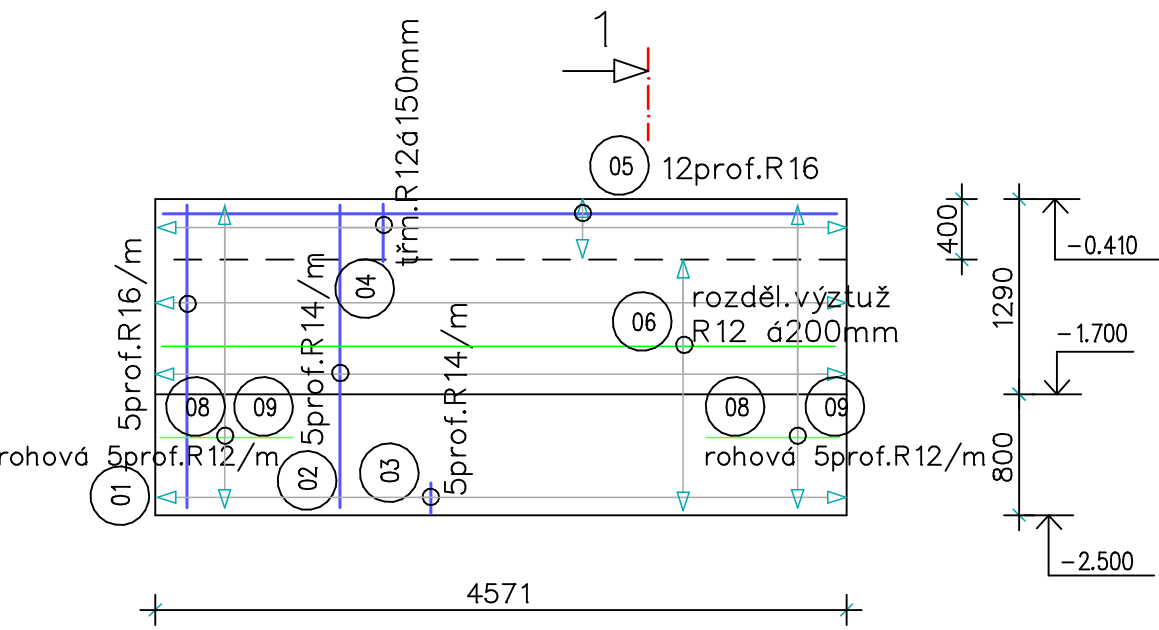 1
05 12prof.R16
třm.R12á150mm
400
-0.410
5prof.R16/m
5prof.R14/m
04
06 rozděl.výztuž
R12 á200mm
1290
-1.700
5prof.R14/m
08 09
08 09
rohová 5prof.R12/m
rohová 5prof.R12/m
800
01
02
03
-2.500
4571